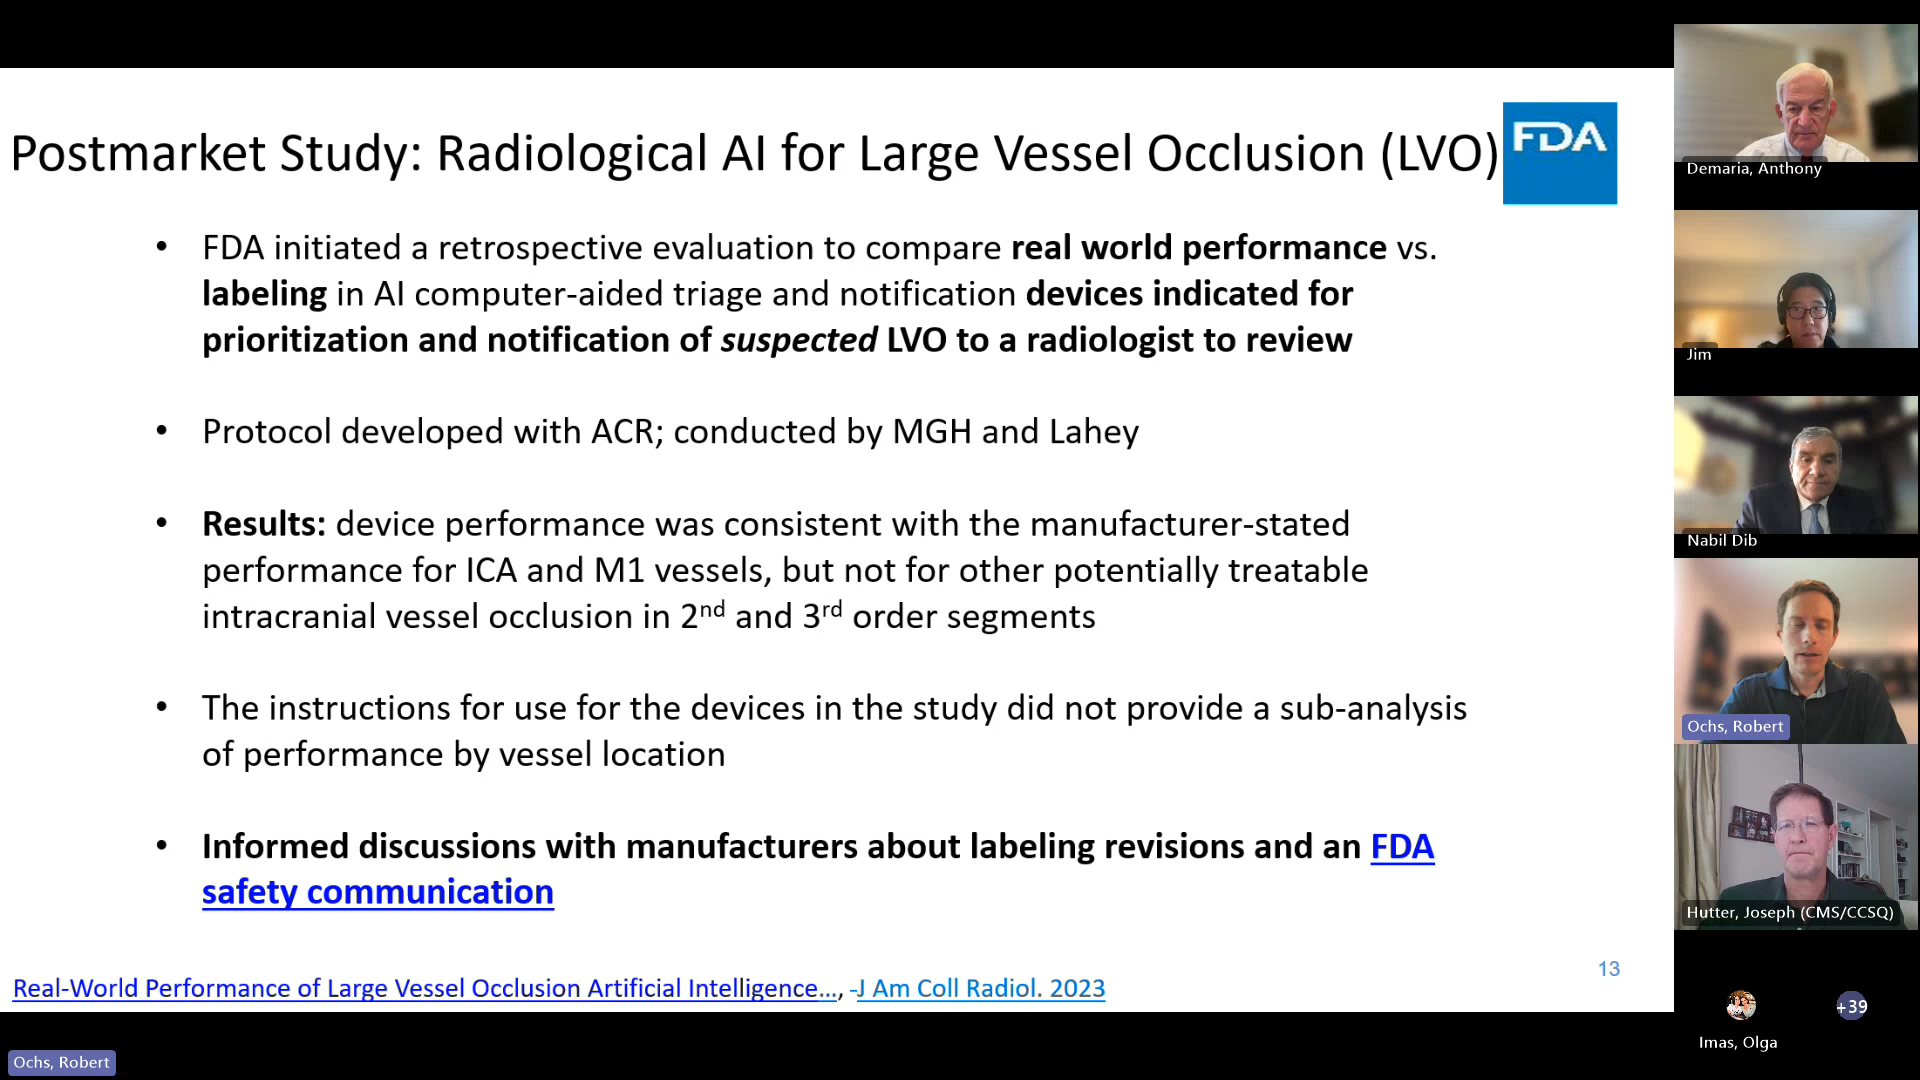 Postmarket Study: Radiological AI for Large Vessel Occlusion (LVO)
FDA
• FDA initiated a retrospective evaluation to compare real world performance vs.
labeling in AI computer-aided triage and notification devices indicated for
prioritization and notification of suspected LVO to a radiologist to review
• Protocol developed with ACR; conducted by MGH and Lahey
• Results: device performance was consistent with the manufacturer-stated
performance for ICA and M1 vessels, but not for other potentially treatable
intracranial vessel occlusion in 2nd and 3rd order segments
• The instructions for use for the devices in the study did not provide a sub-analysis
of performance by vessel location
• Informed discussions with manufacturers about labeling revisions and an FDA
safety communication
13
Real-World Performance of Large Vessel Occlusion Artificial Intelligence…, -J Am Coll Radiol. 2023
Ochs, Robert
Demaria, Anthony
Jim
Nabil Dib
Ochs, Robert
Hutter, Joseph (CMS/CCSQ)
+39
Imas, Olga